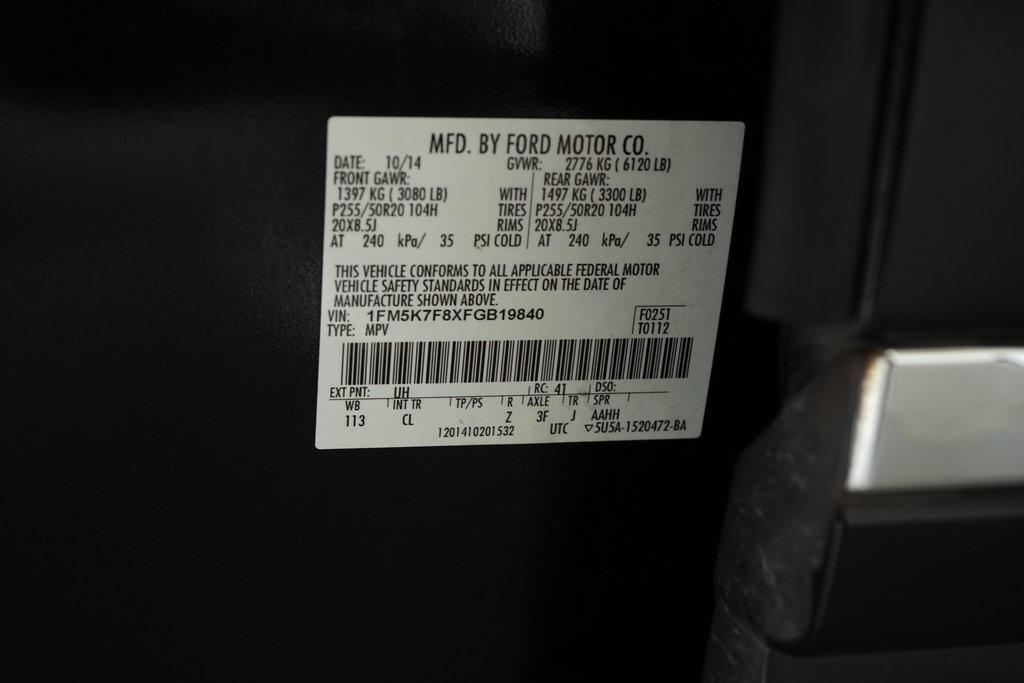 MFD. BY FORD MOTOR CO.
DATE: 10/14 GVWR: 2776 KG ( 6120 LB)
FRONT GAWR: REAR GAWR:
1397 KG ( 3080 LB) WITH 1497 KG ( 3300 LB) WITH
P255/50R20 104H TIRES P255/50R20 104H TIRES
20X8.5J RIMS 20X8.5J RIMS
AT 240 kPa/ 35 PSI COLD AT 240 kPa/ 35 PSI COLD
THIS VEHICLE CONFORMS TO ALL APPLICABLE FEDERAL MOTOR
VEHICLE SAFETY STANDARDS IN EFFECT ON THE DATE OF
MANUFACTURE SHOWN ABOVE.
VIN: 1FM5K7F8XFGB19840 F0251
TYPE: MPV T0112
EXT PNT: UH RC: 41 DSO:
WB INT TR TP/PS R AXLE TR SPR
113 CL Z 3F J AAHH
1201410201532 UTC ▽5U5A-1520472-BA